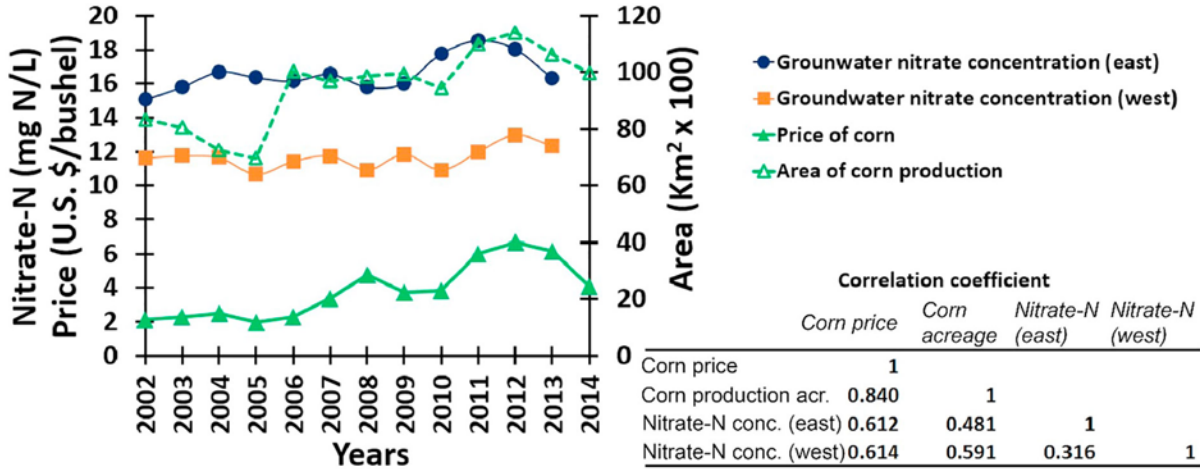 Nitrate-N (mg N/L)
Price (U.S. $/bushel)
20
18
16
14
12
10
8
6
4
2
0
2002
2003
2004
2005
2006
2007
2008
2009
2010
2011
2012
2013
2014
Years
120
100
80
60
40
20
0
Area (Km² x 100)
Grounwater nitrate concentration (east)
Groundwater nitrate concentration (west)
Price of corn
Area of corn production
Correlation coefficient
Corn price Corn acreage Nitrate-N (east) Nitrate-N (west)
Corn price 1
Corn production acr. 0.840 1
Nitrate-N conc. (east) 0.612 0.481 1
Nitrate-N conc. (west) 0.614 0.591 0.316 1